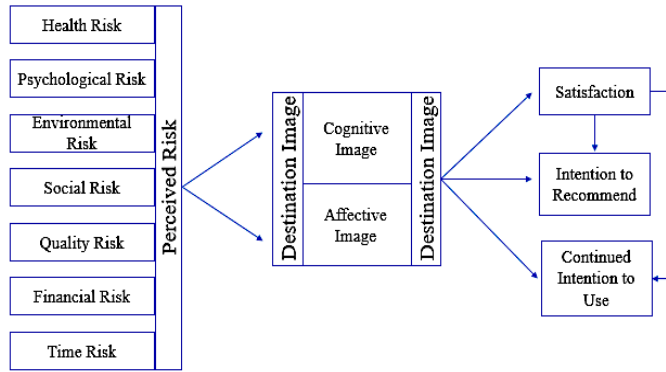 Health Risk
Psychological Risk
Environmental
Risk
Social Risk
Quality Risk
Financial Risk
Time Risk
Perceived Risk
Destination Image
Cognitive
Image
Affective
Image
Destination Image
Satisfaction
Intention to
Recommend
Continued
Intention to
Use